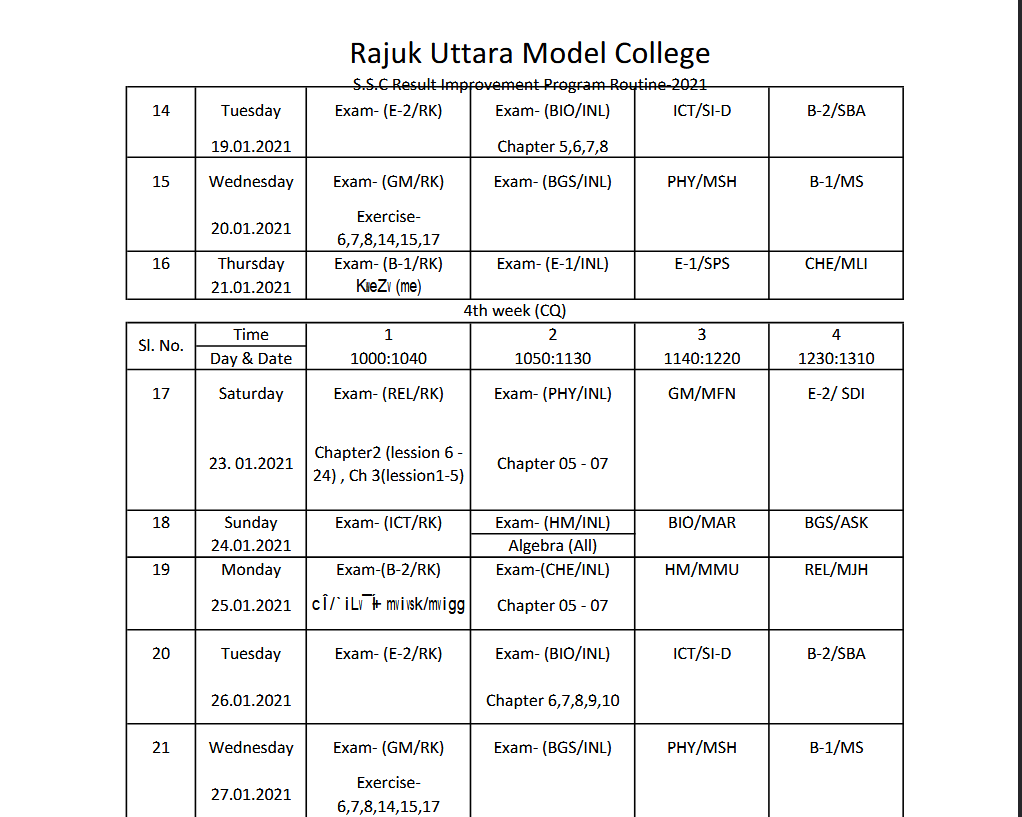 Rajuk Uttara Model College
S.S.C Result Improvement Program Routine-2021
14 Tuesday Exam- (E-2/RK) Exam- (BIO/INL) ICT/SI-D B-2/SBA
19.01.2021 Chapter 5,6,7,8
15 Wednesday Exam- (GM/RK) Exam- (BGS/INL) PHY/MSH B-1/MS
20.01.2021 Exercise-
6,7,8,14,15,17
16 Thursday Exam- (B-1/RK) Exam- (E-1/INL) E-1/SPS CHE/MLI
21.01.2021 KweZv (me)
4th week (CQ)
Sl. No. Time 1 2 3 4
Day & Date 1000:1040 1050:1130 1140:1220 1230:1310
17 Saturday Exam- (REL/RK) Exam- (PHY/INL) GM/MFN E-2/ SDI
23. 01.2021 Chapter2 (lession 6 - Chapter 05 - 07
24) , Ch 3(lession1-5)
18 Sunday Exam- (ICT/RK) Exam- (HM/INL) BIO/MAR BGS/ASK
24.01.2021 Algebra (All)
19 Monday Exam-(B-2/RK) Exam-(CHE/INL) HM/MMU REL/MJH
25.01.2021 Chapter 05 - 07
20 Tuesday Exam- (E-2/RK) Exam- (BIO/INL) ICT/SI-D B-2/SBA
26.01.2021 Chapter 6,7,8,9,10
21 Wednesday Exam- (GM/RK) Exam- (BGS/INL) PHY/MSH B-1/MS
27.01.2021 Exercise-
6,7,8,14,15,17